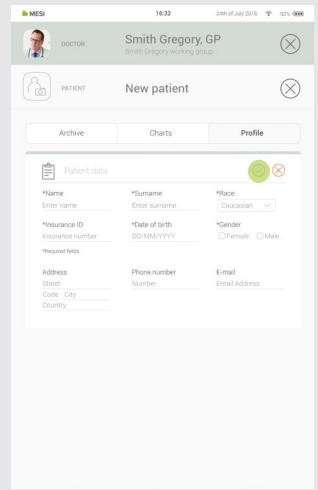 MESI 16:32 24th of July 2016 92%
DOCTOR
Smith Gregory, GP
Smith Gregory working group
PATIENT
New patient
Archive Charts Profile
Patient data
*Name *Surname *Race
Enter name Enter surname Caucasian
*Insurance ID *Date of birth *Gender
Insurance number DD/MM/YYYY Female Male
*Required fields
Address Phone number E-mail
Street Number Email Address
Code City
Country